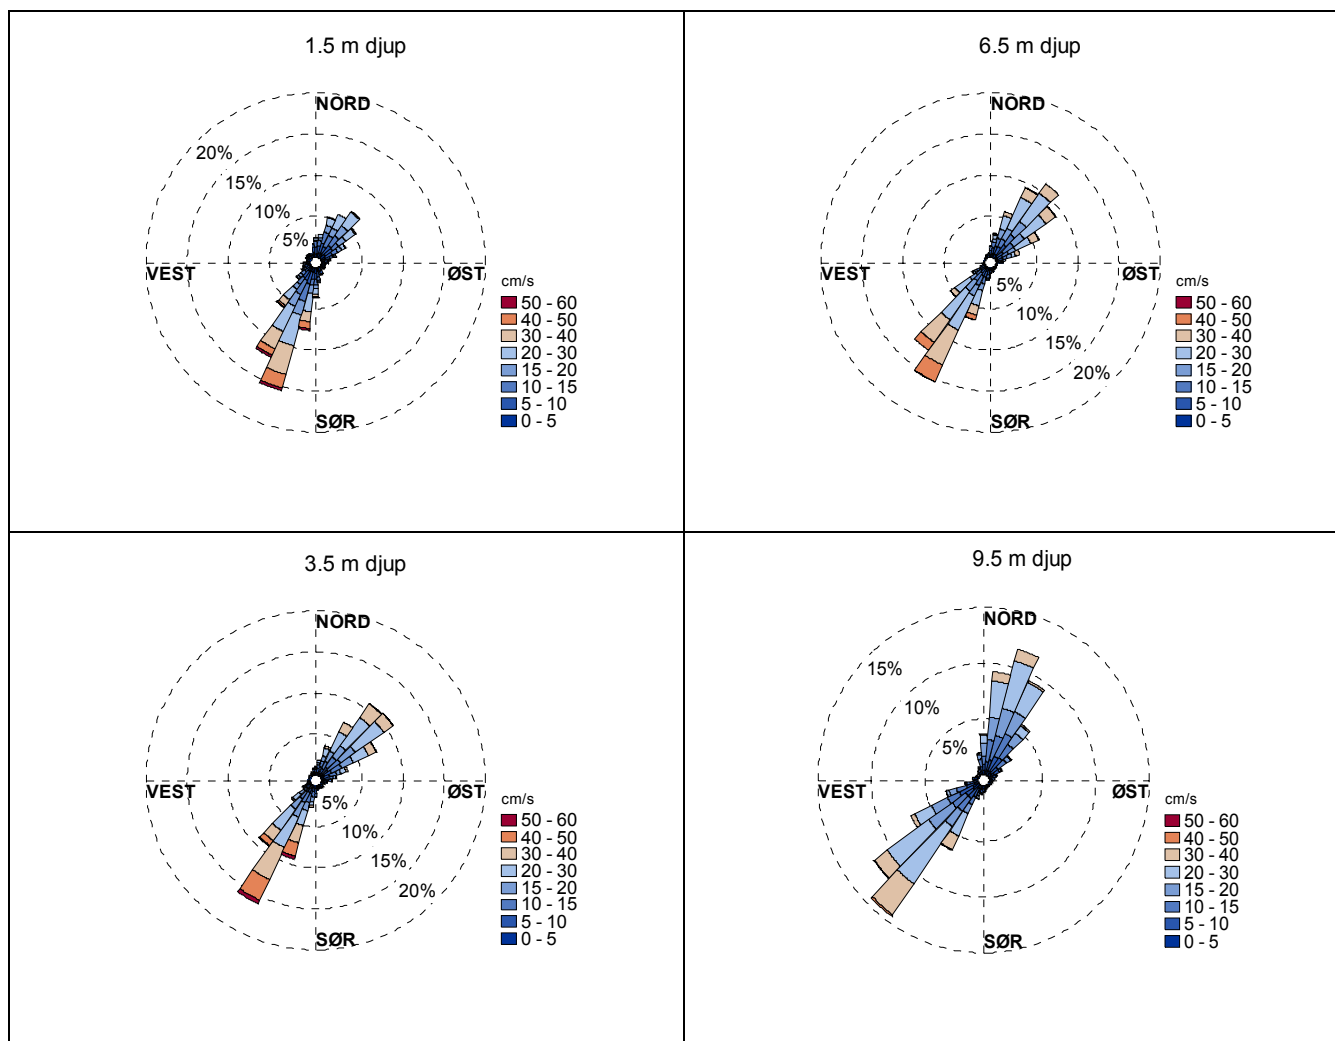 1.5 m djup
NORD
20%
15%
10%
5%
VEST
ØST
SØR
cm/s
50 - 60
40 - 50
30 - 40
20 - 30
15 - 20
10 - 15
5 - 10
0 - 5
6.5 m djup
NORD
VEST
ØST
5%
10%
15%
20%
SØR
cm/s
50 - 60
40 - 50
30 - 40
20 - 30
15 - 20
10 - 15
5 - 10
0 - 5
3.5 m djup
NORD
VEST
ØST
5%
10%
15%
20%
SØR
cm/s
50 - 60
40 - 50
30 - 40
20 - 30
15 - 20
10 - 15
5 - 10
0 - 5
9.5 m djup
NORD
15%
10%
5%
VEST
ØST
SØR
cm/s
50 - 60
40 - 50
30 - 40
20 - 30
15 - 20
10 - 15
5 - 10
0 - 5